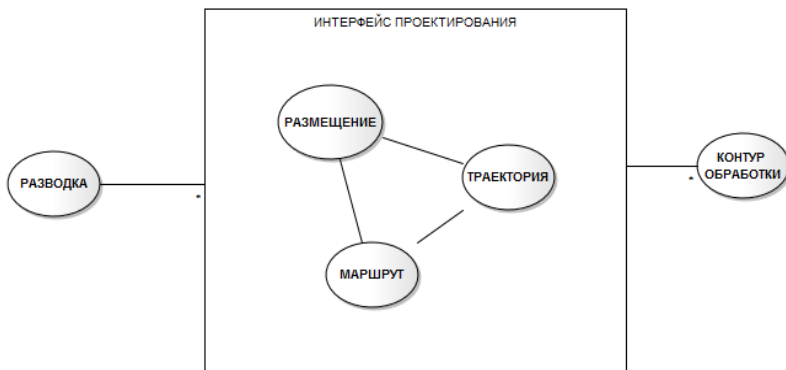 ИНТЕРФЕЙС ПРОЕКТИРОВАНИЯ
РАЗМЕЩЕНИЕ
РАЗВОДКА
*
ТРАЕКТОРИЯ
МАРШРУТ
КОНТУР
ОБРАБОТКИ
*